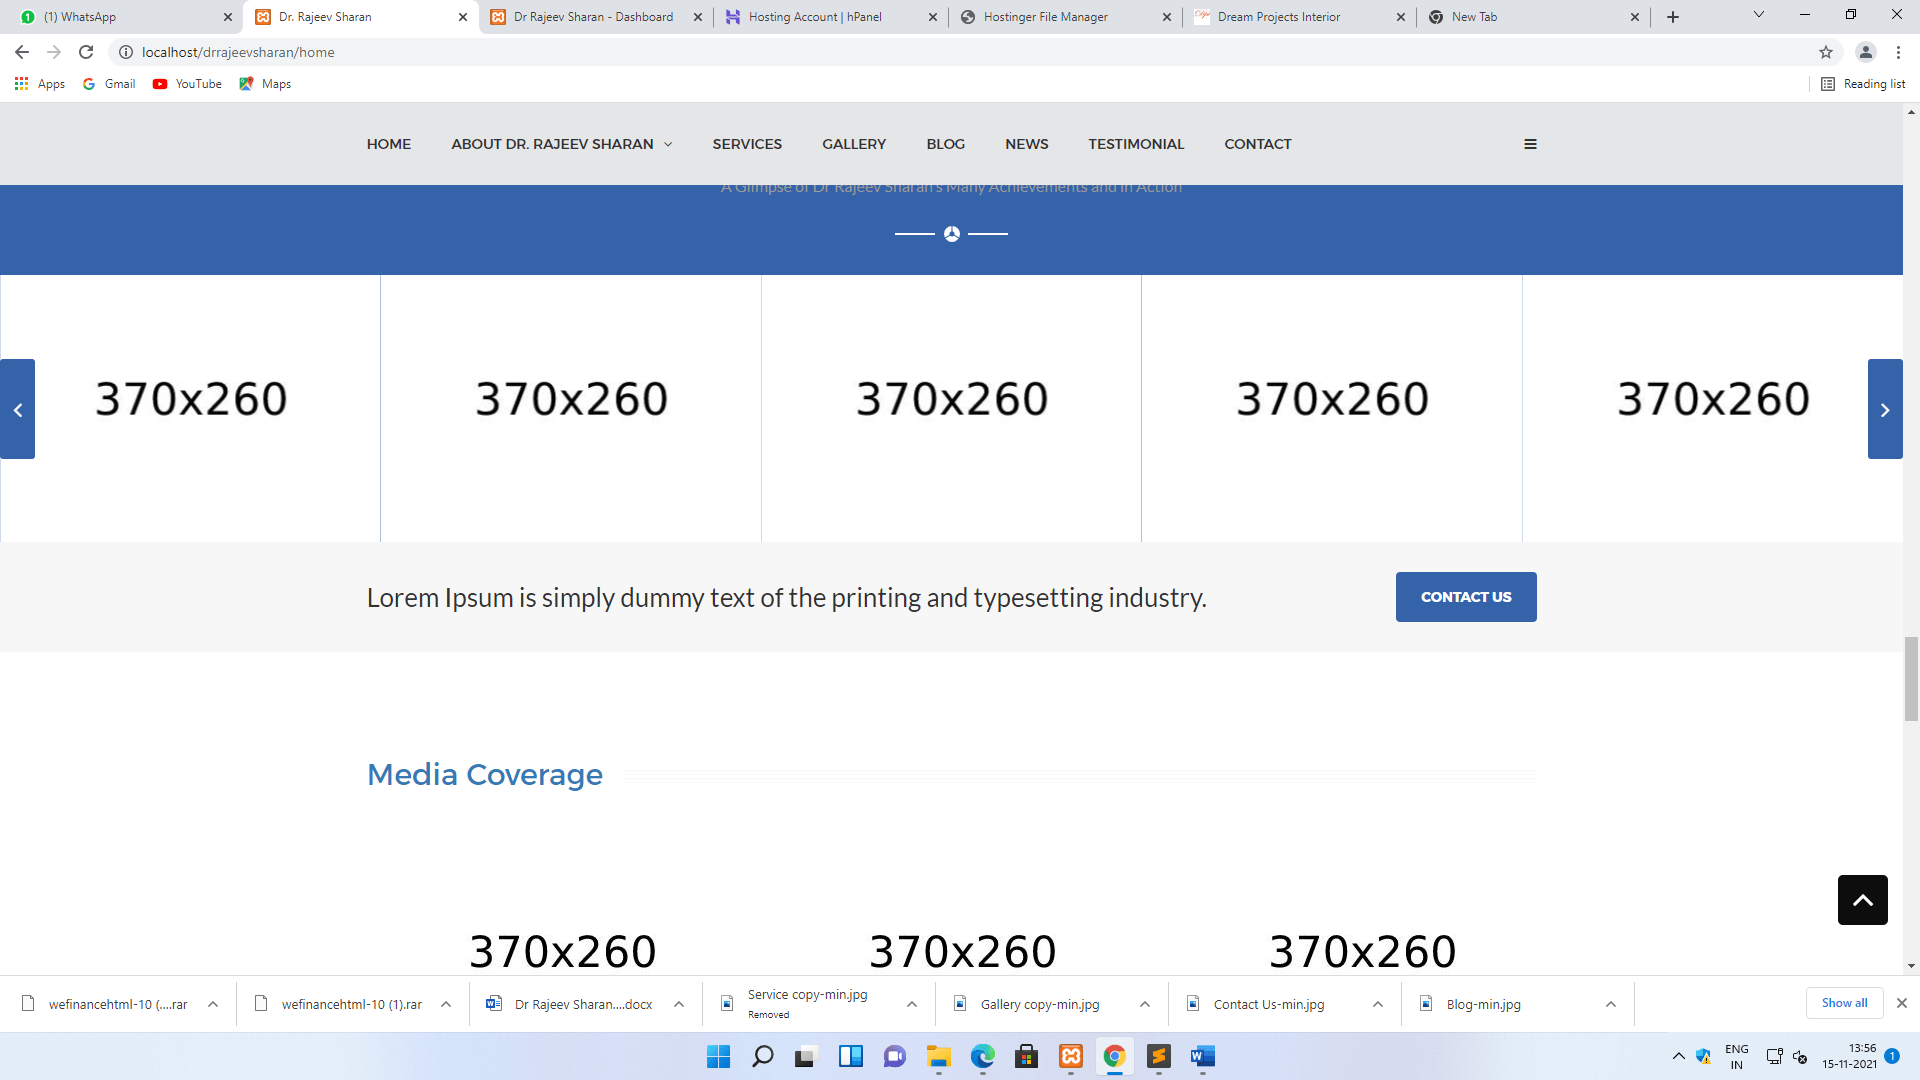 (1) WhatsApp
Dr. Rajeev Sharan
Dr Rajeev Sharan - Dashboard
Hosting Account | hPanel
Hostinger File Manager
Dream Projects Interior
New Tab
localhost/drrajeevsharan/home
Apps
Gmail
YouTube
Maps
Reading list
HOME
ABOUT DR. RAJEEV SHARAN
SERVICES
GALLERY
BLOG
NEWS
TESTIMONIAL
CONTACT
A Glimpse of Dr Rajeev Sharan's Many Achievements and in Action
370x260
370x260
370x260
370x260
370x260
Lorem Ipsum is simply dummy text of the printing and typesetting industry.
CONTACT US
Media Coverage
370x260
370x260
370x260
wefinancehtml-10 (....rar
wefinancehtml-10 (1).rar
Dr Rajeev Sharan....docx
Service copy-min.jpg
Removed
Gallery copy-min.jpg
Contact Us-min.jpg
Blog-min.jpg
Show all
ENG
IN
13:56
15-11-2021
1